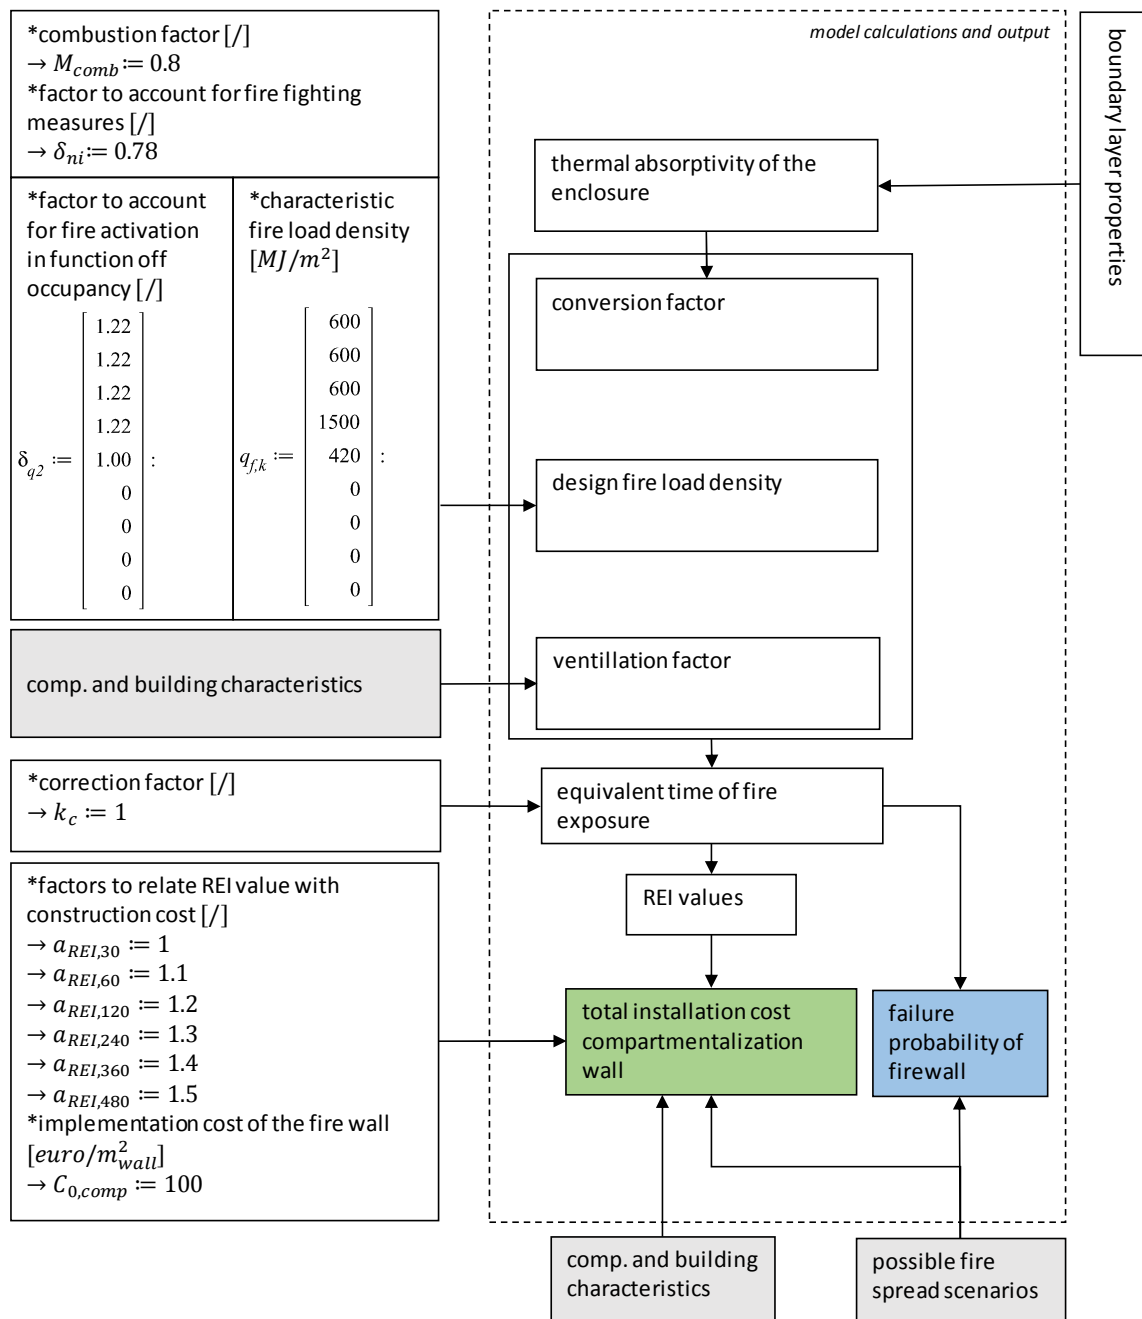 *combustion factor [/]
→ M_comb := 0.8
*factor to account for fire fighting
measures [/]
→ δ_ni := 0.78
*factor to account
for fire activation
in function off
occupancy [/]
δ_q2 :=
1.22
1.22
1.22
1.22
1.00
0
0
0
0
:
*characteristic
fire load density
[MJ/m²]
q_f,k :=
600
600
600
1500
420
0
0
0
0
:
comp. and building characteristics
*correction factor [/]
→ k_c := 1
*factors to relate REI value with
construction cost [/]
→ a_REI,30 := 1
→ a_REI,60 := 1.1
→ a_REI,120 := 1.2
→ a_REI,240 := 1.3
→ a_REI,360 := 1.4
→ a_REI,480 := 1.5
*implementation cost of the fire wall
[euro/m²_wall]
→ C_0,comp := 100
model calculations and output
thermal absorptivity of the
enclosure
conversion factor
design fire load density
ventillation factor
equivalent time of fire
exposure
REI values
total installation cost
compartmentalization
wall
failure
probability of
firewall
boundary layer properties
comp. and building
characteristics
possible fire
spread scenarios